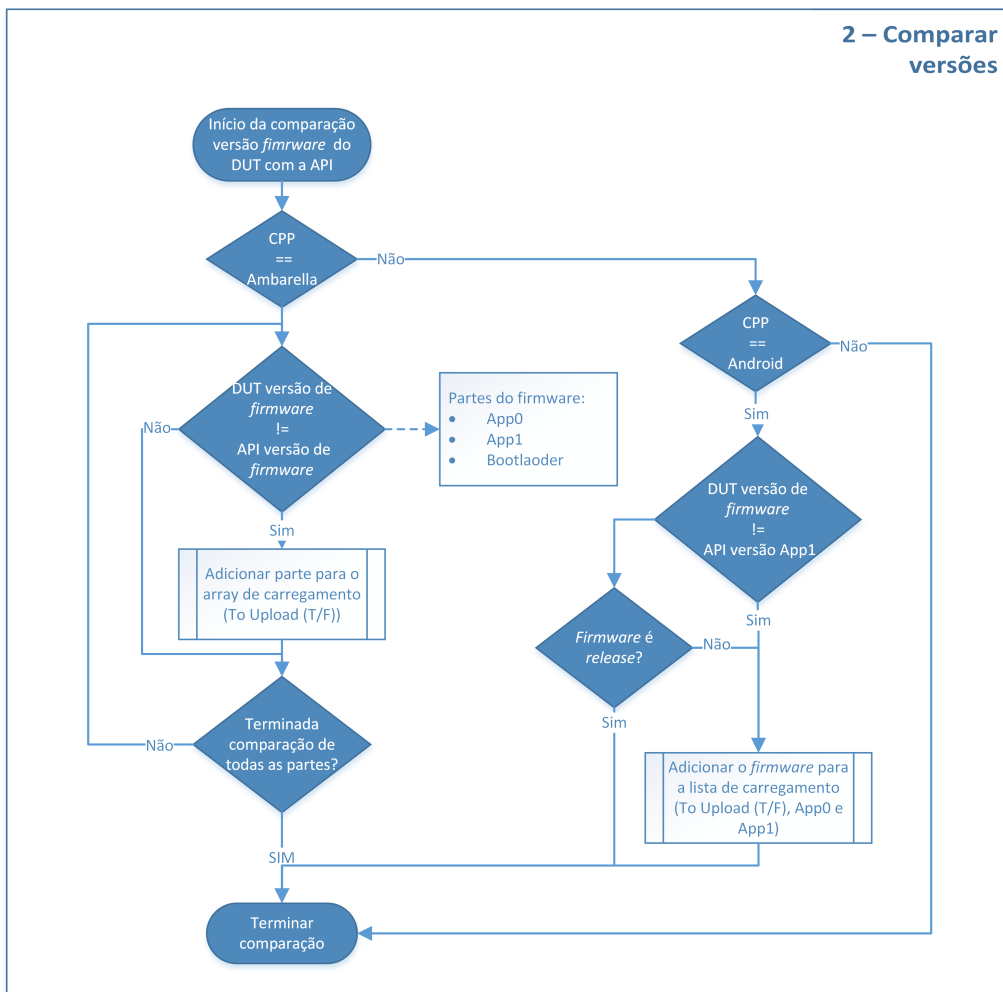 2 – Comparar
versões
Início da comparação
versão fimrware do
DUT com a API
CPP
==
Ambarella
Não
CPP
==
Android
Não
Sim
DUT versão de
firmware
!=
API versão de
firmware
Não
Sim
Partes do firmware:
• App0
• App1
• Bootlaoder
DUT versão de
firmware
!=
API versão App1
Sim
Adicionar parte para o
array de carregamento
(To Upload (T/F))
Firmware é
release?
Não
Sim
Terminada
comparação de
todas as partes?
Não
SIM
Adicionar o firmware para
a lista de carregamento
(To Upload (T/F), App0 e
App1)
Terminar
comparação